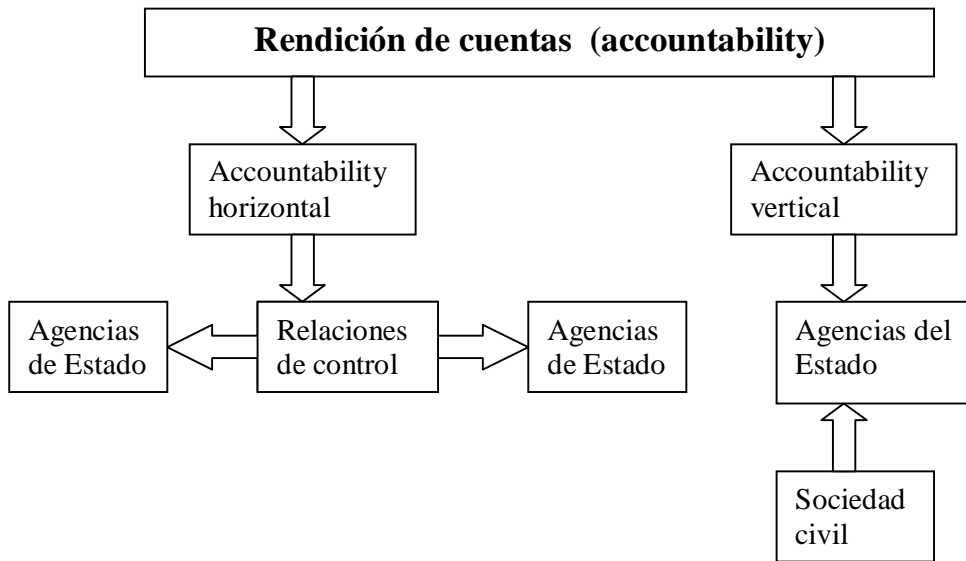 Rendición de cuentas (accountability)
Accountability
horizontal
Accountability
vertical
Agencias
de Estado
Relaciones
de control
Agencias
de Estado
Agencias del
Estado
Sociedad
civil